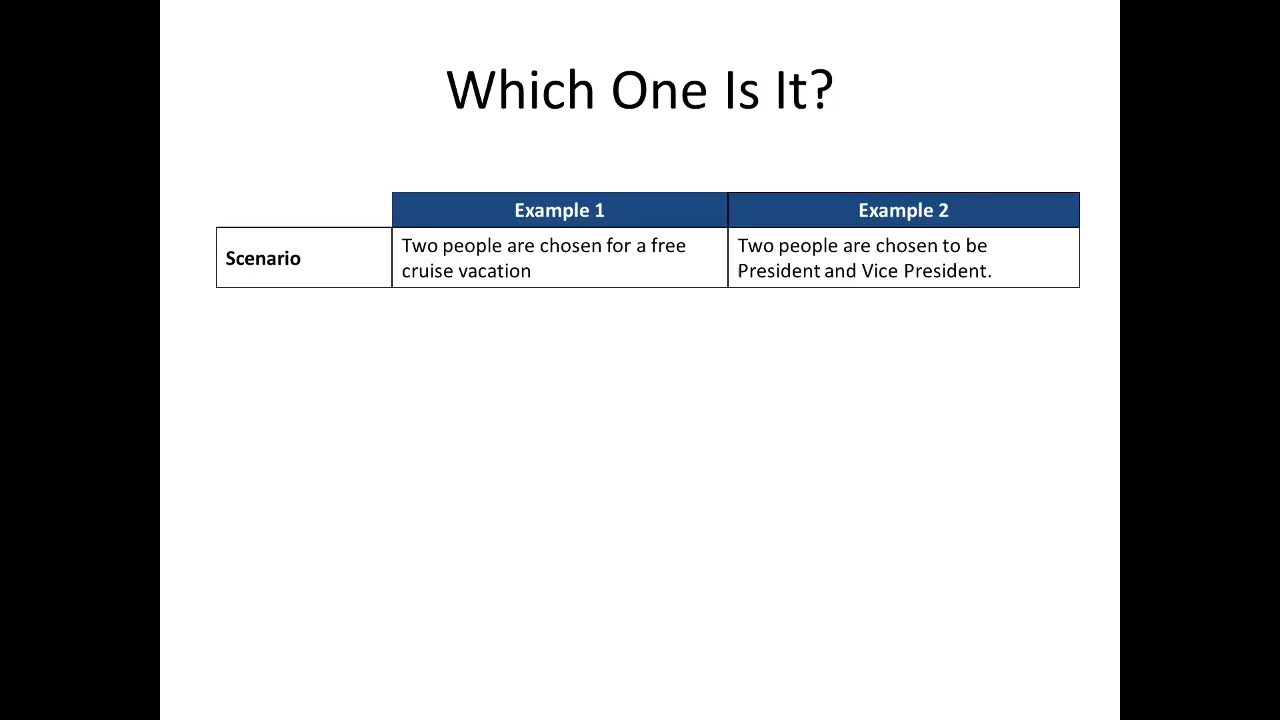 Which One Is It?
Example 1
Example 2
Scenario
Two people are chosen for a free
cruise vacation
Two people are chosen to be
President and Vice President.